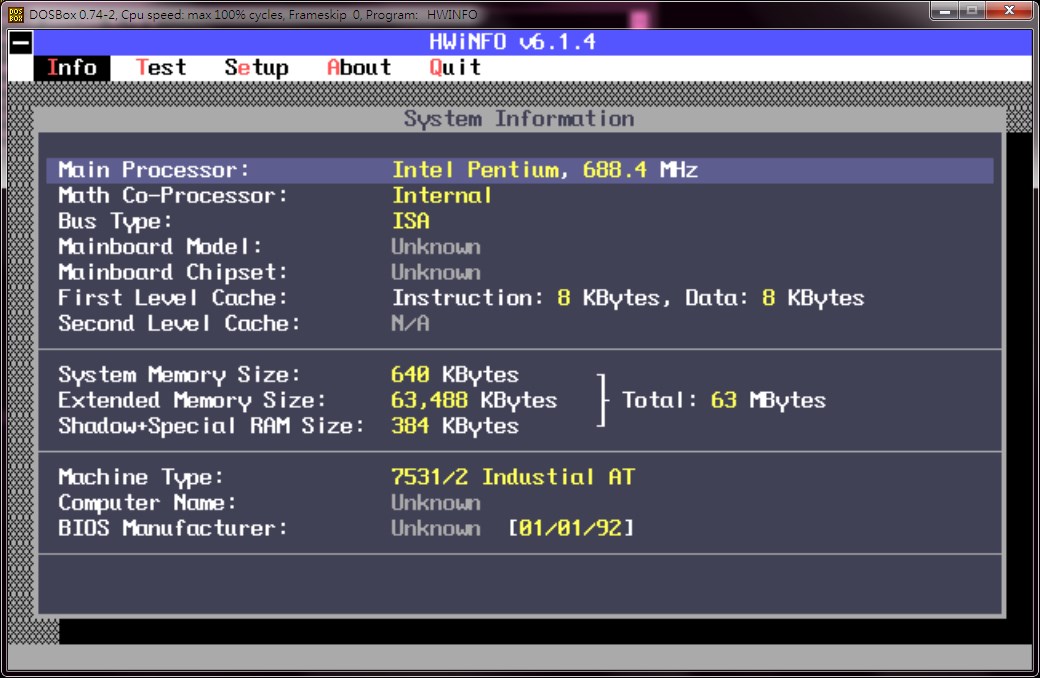 DOS BOX
DOSBox 0.74-2, Cpu speed: max 100% cycles, Frameskip 0, Program: HWINFO
HWiNFO v6.1.4
Info Test Setup About Quit
System Information
Main Processor: Intel Pentium, 688.4 MHz
Math Co-Processor: Internal
Bus Type: ISA
Mainboard Model: Unknown
Mainboard Chipset: Unknown
First Level Cache: Instruction: 8 KBytes, Data: 8 KBytes
Second Level Cache: N/A
System Memory Size: 640 KBytes
Extended Memory Size: 63,488 KBytes Total: 63 MBytes
Shadow+Special RAM Size: 384 KBytes
Machine Type: 7531/2 Industial AT
Computer Name: Unknown
BIOS Manufacturer: Unknown [01/01/92]